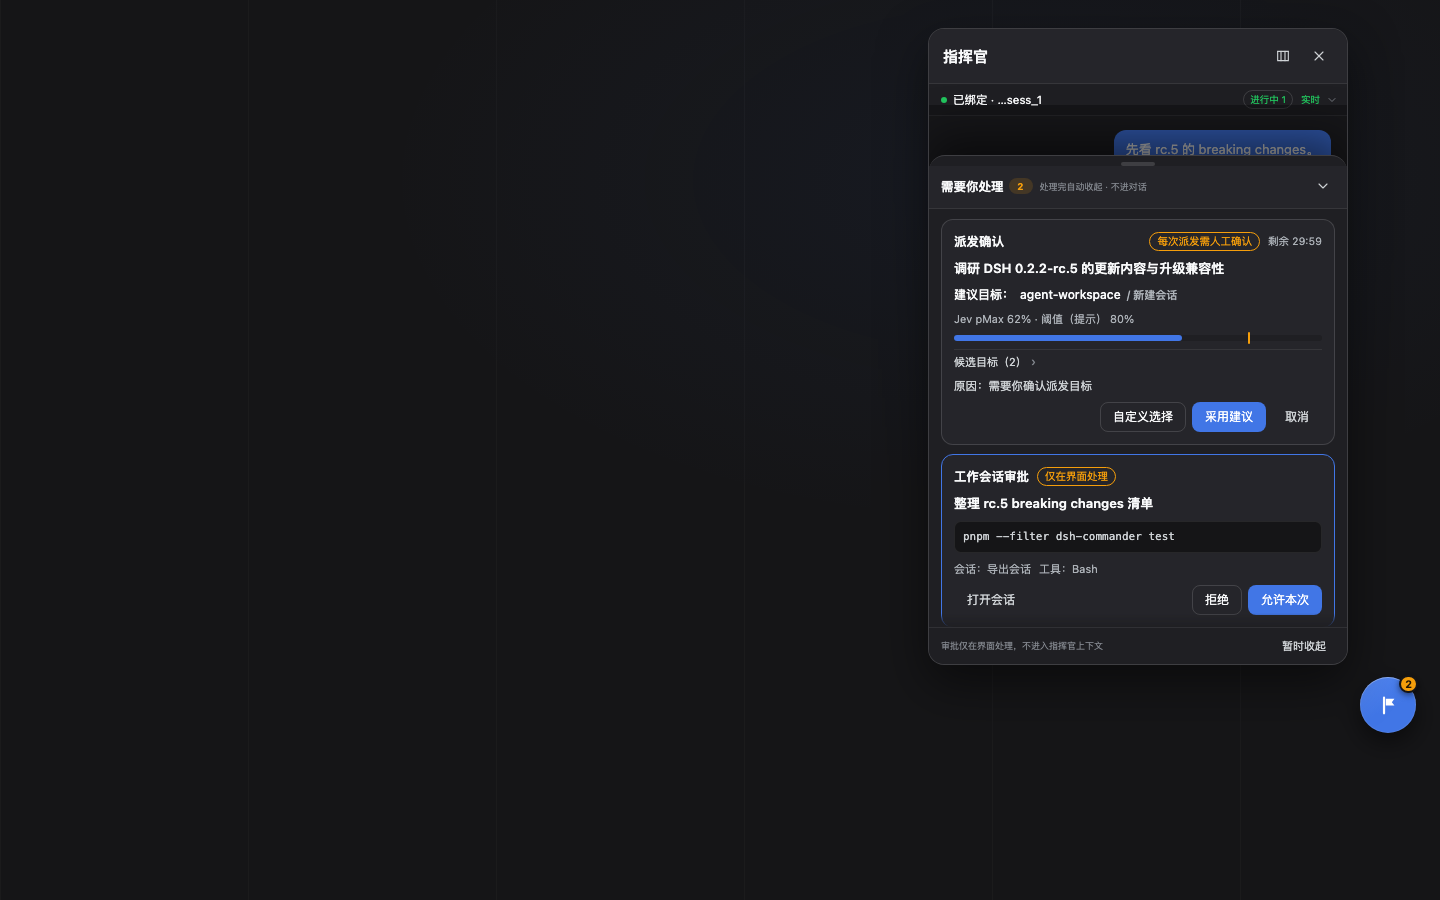 指挥官
已绑定 · ...sess_1 进行中 1 实时
先看 rc.5 的 breaking changes。
需要你处理 2 处理完自动收起 · 不进对话
派发确认 每次派发需人工确认 剩余 29:59
调研 DSH 0.2.2-rc.5 的更新内容与升级兼容性
建议目标： agent-workspace / 新建会话
Jev pMax 62% · 阈值（提示） 80%
候选目标（2） ›
原因：需要你确认派发目标
自定义选择 采用建议 取消
工作会话审批 仅在界面处理
整理 rc.5 breaking changes 清单
pnpm --filter dsh-commander test
会话：导出会话 工具：Bash
打开会话 拒绝 允许本次
审批仅在界面处理，不进入指挥官上下文 暂时收起
2